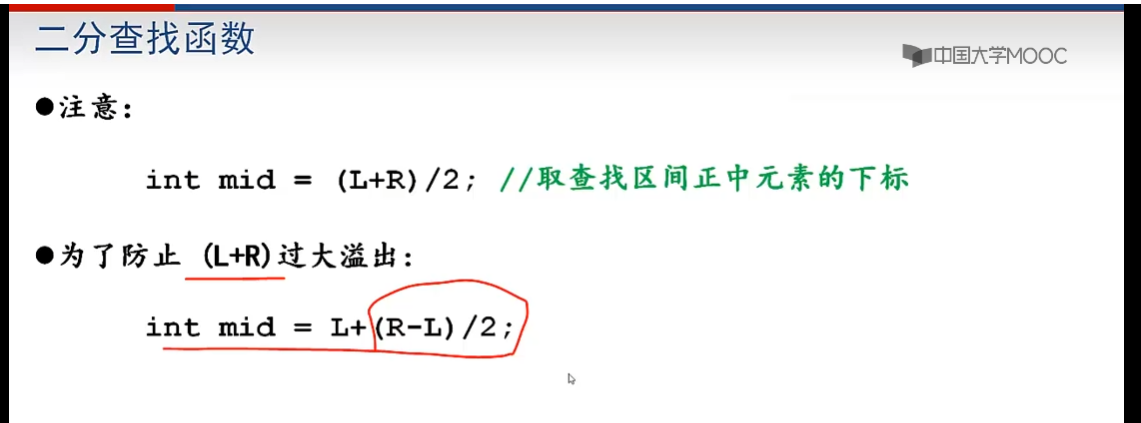 二分查找函数
中国大学MOOC
●注意:
int mid = (L+R)/2; //取查找区间正中元素的下标
●为了防止 (L+R)过大溢出:
int mid = L+(R-L)/2;